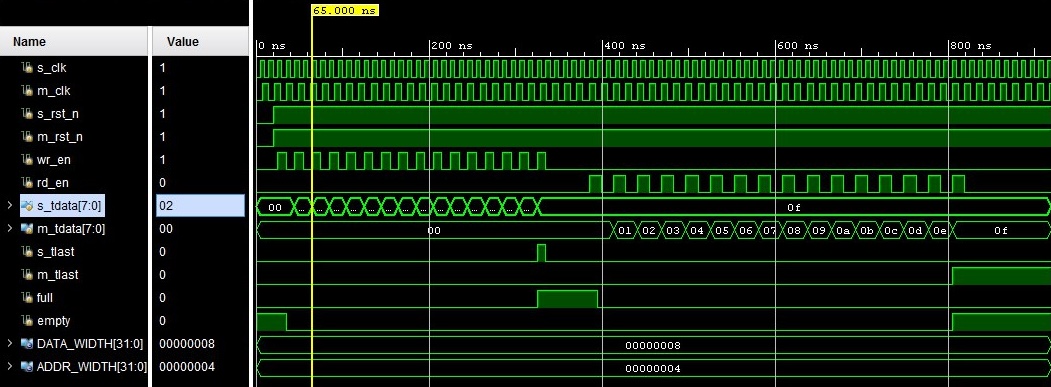 65.000 ns
Name Value
0 ns 200 ns 400 ns 600 ns 800 ns
s_clk 1
m_clk 1
s_rst_n 1
m_rst_n 1
wr_en 1
rd_en 0
s_tdata[7:0] 02 00 ... ... ... ... ... ... ... ... ... ... ... ... ... ... 0f
m_tdata[7:0] 00 00 01 02 03 04 05 06 07 08 09 0a 0b 0c 0d 0e 0f
s_tlast 0
m_tlast 0
full 0
empty 0
DATA_WIDTH[31:0] 00000008 00000008
ADDR_WIDTH[31:0] 00000004 00000004